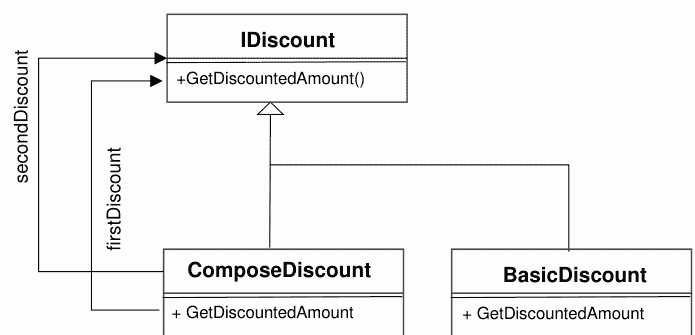 IDiscount
+GetDiscountedAmount()
secondDiscount
firstDiscount
ComposeDiscount
+ GetDiscountedAmount
BasicDiscount
+ GetDiscountedAmount